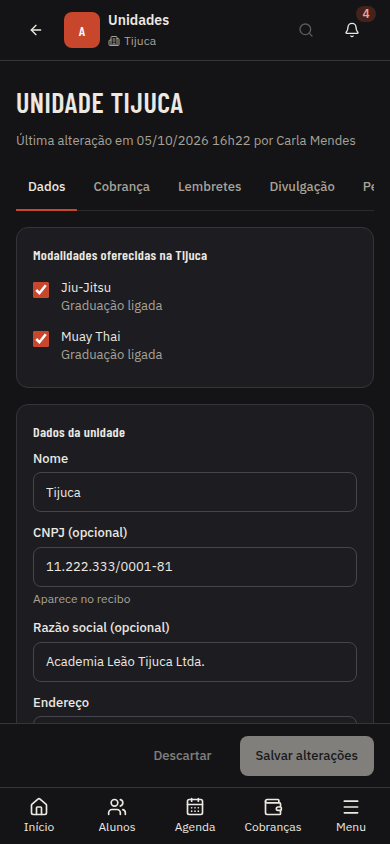 A
Unidades
Tijuca
4
UNIDADE TIJUCA
Última alteração em 05/10/2026 16h22 por Carla Mendes
Dados Cobrança Lembretes Divulgação Pe
Modalidades oferecidas na Tijuca
Jiu-Jitsu
Graduação ligada
Muay Thai
Graduação ligada
Dados da unidade
Nome
Tijuca
CNPJ (opcional)
11.222.333/0001-81
Aparece no recibo
Razão social (opcional)
Academia Leão Tijuca Ltda.
Endereço
Descartar Salvar alterações
Início Alunos Agenda Cobranças Menu